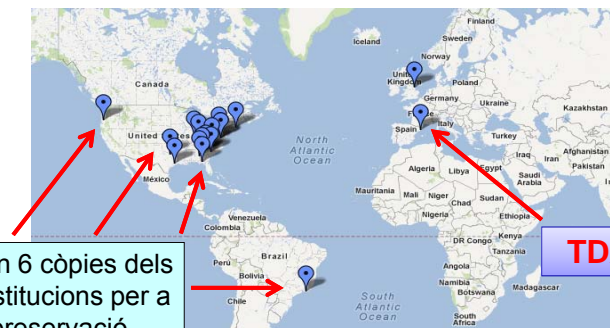 Finland
Iceland
Sweden
Norway
Canada
United
Kingdom
Poland
Germany
Ukraine
Kazakhstan
France
Italy
Spain
Turkey
United States
North
Atlantic
Ocean
Afghanistan
Iraq
Iran
Pakistan
Algeria
Libya
Egypt
Saudi
Arabia
México
Mauritania
Mali
Niger
Chad
Sudan
Nigeria
Ethiopia
Venezuela
Colombia
Kenya
DR Congo
Tanzania
TD
n 6 còpies dels
stitucions per a
Perú
Brazil
Bolivia
Chile
Angola
Namibia
Botswana
Madagascar
South
Atlantic
Ocean
South
Africa